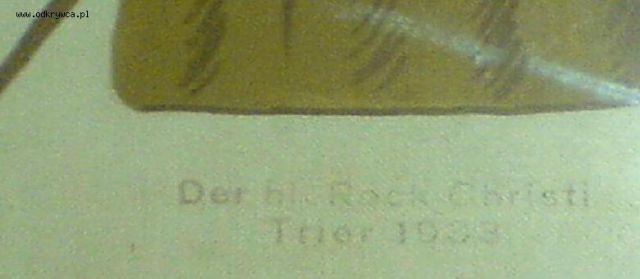 www.odkrywca.pl
Der hl. Rock Christi
Trier